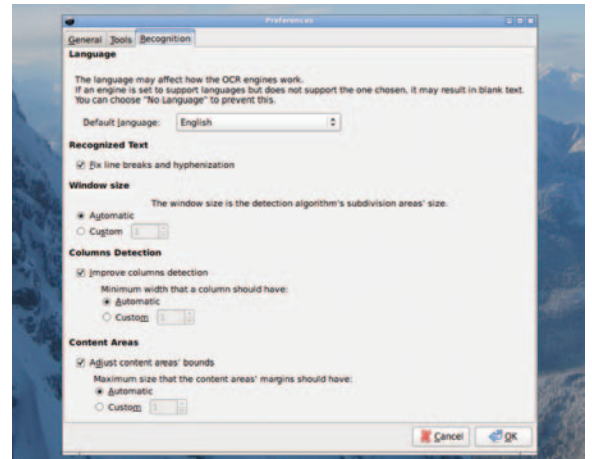 Preferences
General Tools Recognition
Language
The language may affect how the OCR engines work.
If an engine is set to support languages but does not support the one chosen, it may result in blank text.
You can choose "No Language" to prevent this.
Default language: English
Recognized Text
Fix line breaks and hyphenization
Window size
The window size is the detection algorithm's subdivision areas' size.
Automatic
Custom 1
Columns Detection
Improve columns detection
Minimum width that a column should have:
Automatic
Custom 1
Content Areas
Adjust content areas' bounds
Maximum size that the content areas' margins should have:
Automatic
Custom 1
Cancel OK